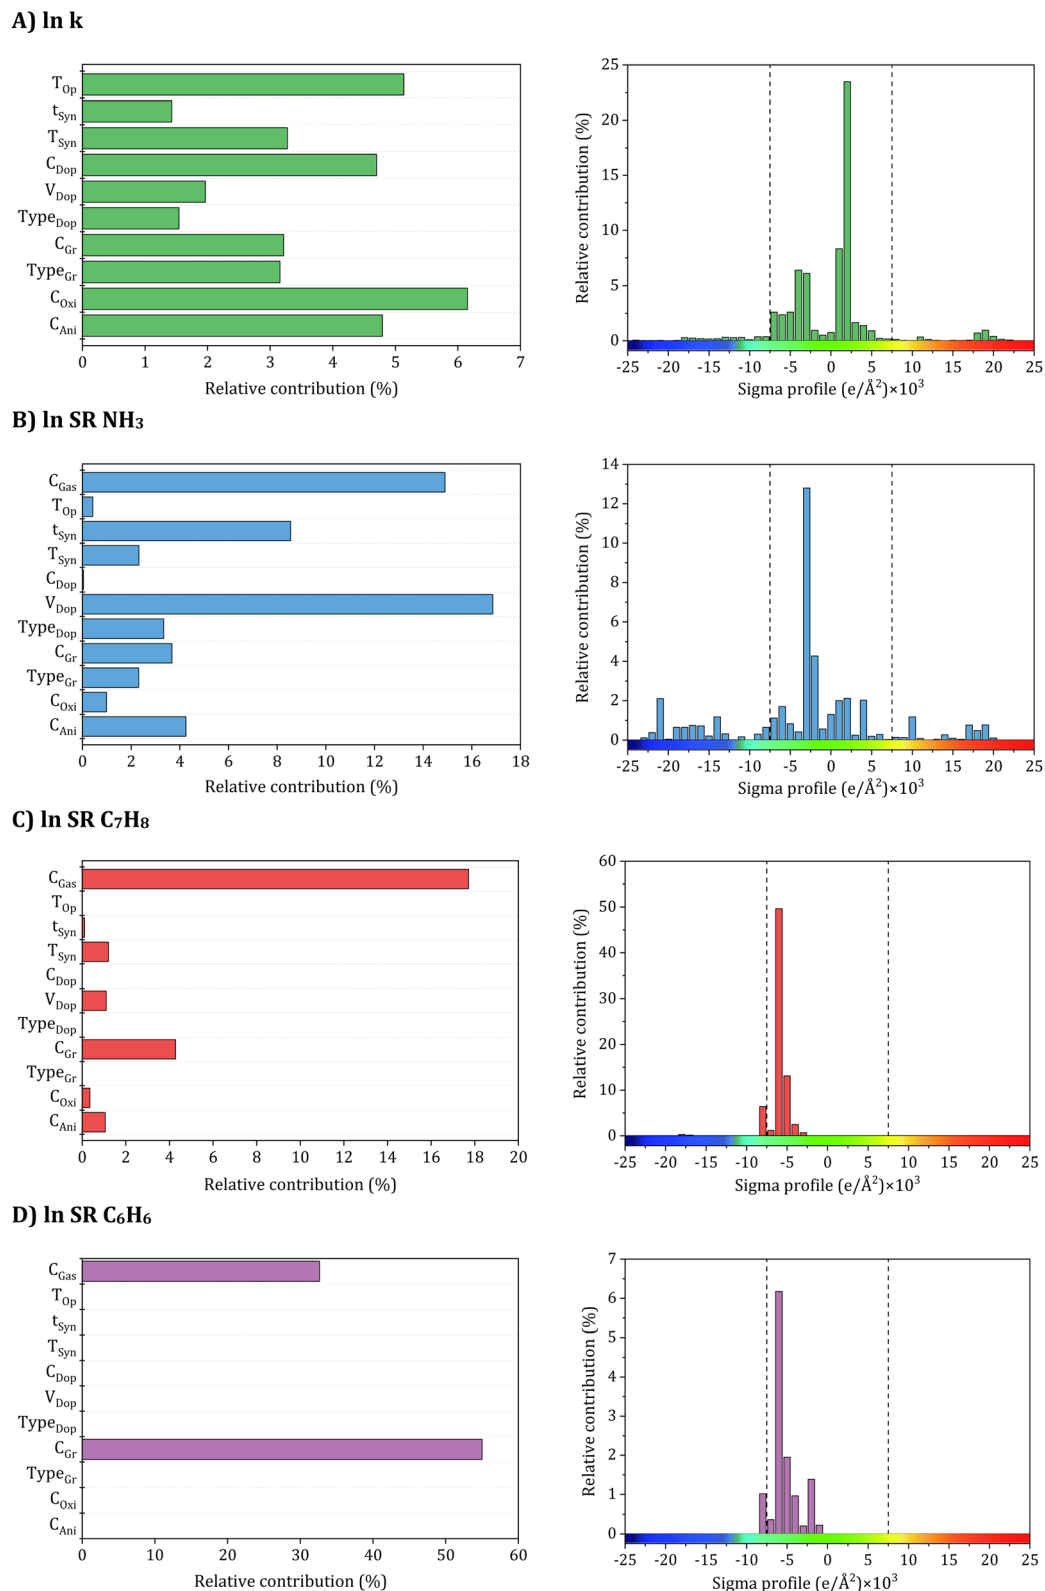 A) ln k
T_Op
t_Syn
T_Syn
C_Dop
V_Dop
Type_Dop
C_Gr
Type_Gr
C_Oxi
C_Ani
0 1 2 3 4 5 6 7
Relative contribution (%)
25
20
15
10
5
0
Relative contribution (%)
-25 -20 -15 -10 -5 0 5 10 15 20 25
Sigma profile (e/Å²)×10³
B) ln SR NH₃
C_Gas
T_Op
t_Syn
T_Syn
C_Dop
V_Dop
Type_Dop
C_Gr
Type_Gr
C_Oxi
C_Ani
0 2 4 6 8 10 12 14 16 18
Relative contribution (%)
14
12
10
8
6
4
2
0
Relative contribution (%)
-25 -20 -15 -10 -5 0 5 10 15 20 25
Sigma profile (e/Å²)×10³
C) ln SR C₇H₈
C_Gas
T_Op
t_Syn
T_Syn
C_Dop
V_Dop
Type_Dop
C_Gr
Type_Gr
C_Oxi
C_Ani
0 2 4 6 8 10 12 14 16 18 20
Relative contribution (%)
60
50
40
30
20
10
0
Relative contribution (%)
-25 -20 -15 -10 -5 0 5 10 15 20 25
Sigma profile (e/Å²)×10³
D) ln SR C₆H₆
C_Gas
T_Op
t_Syn
T_Syn
C_Dop
V_Dop
Type_Dop
C_Gr
Type_Gr
C_Oxi
C_Ani
0 10 20 30 40 50 60
Relative contribution (%)
7
6
5
4
3
2
1
0
Relative contribution (%)
-25 -20 -15 -10 -5 0 5 10 15 20 25
Sigma profile (e/Å²)×10³